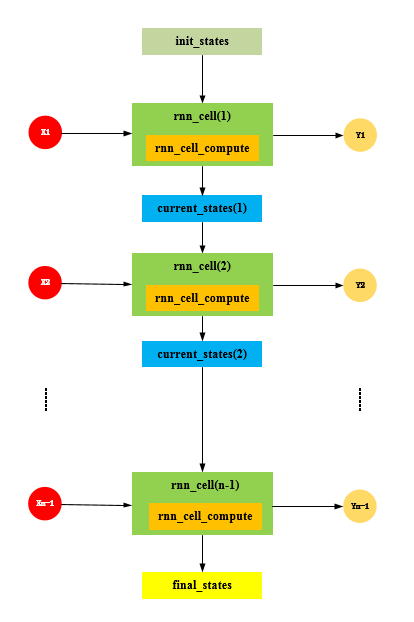 init_states
rnn_cell(1)
X1
Y1
rnn_cell_compute
current_states(1)
rnn_cell(2)
X2
Y2
rnn_cell_compute
current_states(2)
rnn_cell(n-1)
Xn-1
Yn-1
rnn_cell_compute
final_states